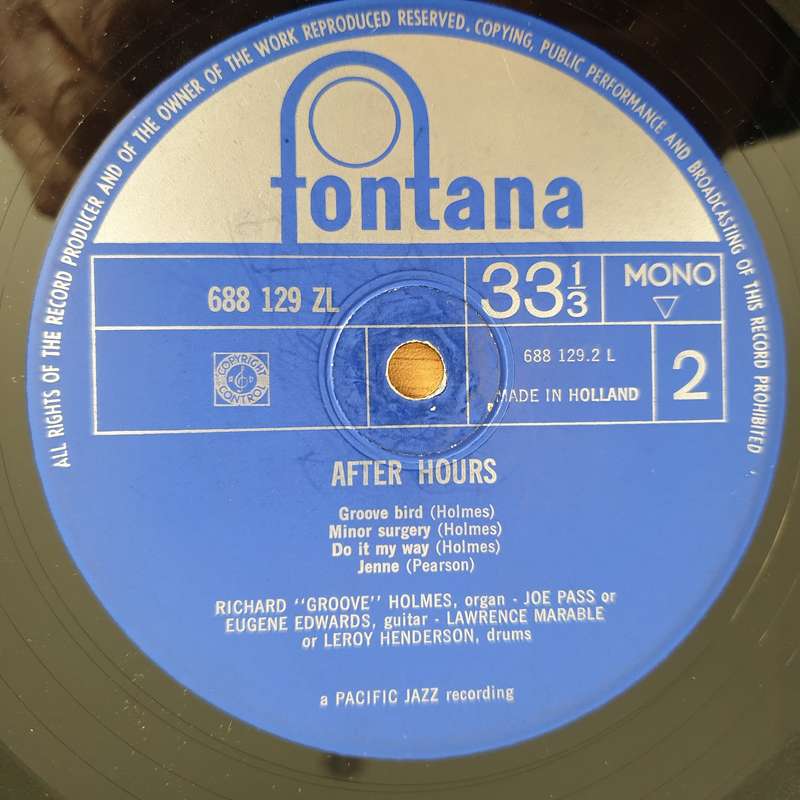 ALL RIGHTS OF THE RECORD PRODUCER AND OF THE OWNER OF THE WORK REPRODUCED RESERVED. COPYING, PUBLIC PERFORMANCE AND BROADCASTING OF THIS RECORD PROHIBITED
fontana
688 129 ZL
33 1/3
MONO
COPYRIGHT
CONTROL
688 129.2 L
MADE IN HOLLAND
2
AFTER HOURS
Groove bird (Holmes)
Minor surgery (Holmes)
Do it my way (Holmes)
Jenne (Pearson)
RICHARD "GROOVE" HOLMES, organ - JOE PASS or
EUGENE EDWARDS, guitar - LAWRENCE MARABLE
or LEROY HENDERSON, drums
a PACIFIC JAZZ recording